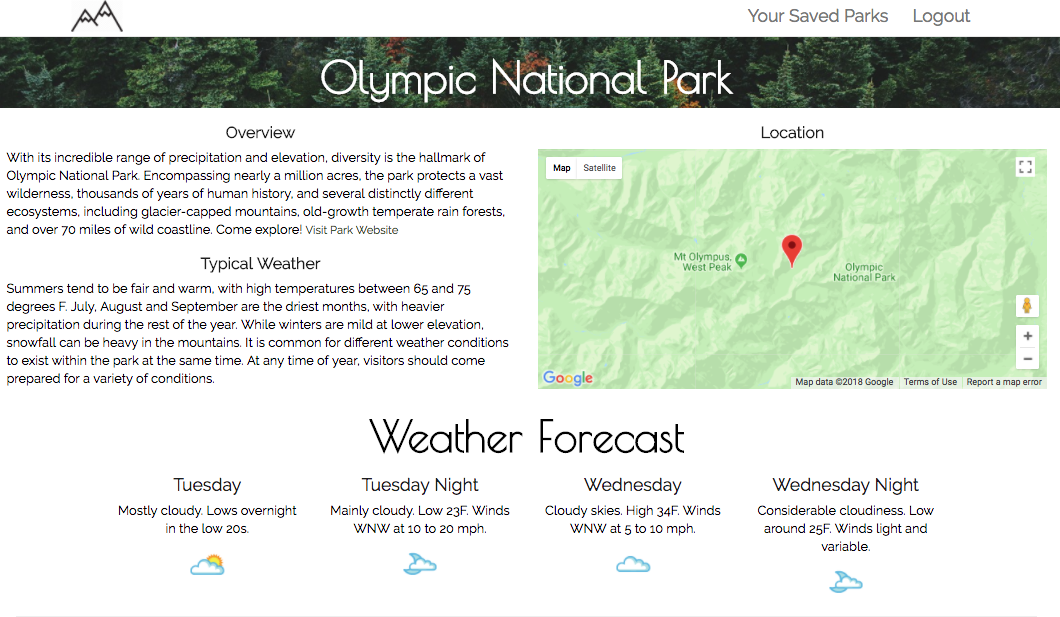 Your Saved Parks Logout
Olympic National Park
Overview
With its incredible range of precipitation and elevation, diversity is the hallmark of
Olympic National Park. Encompassing nearly a million acres, the park protects a vast
wilderness, thousands of years of human history, and several distinctly different
ecosystems, including glacier-capped mountains, old-growth temperate rain forests,
and over 70 miles of wild coastline. Come explore! Visit Park Website
Typical Weather
Summers tend to be fair and warm, with high temperatures between 65 and 75
degrees F. July, August and September are the driest months, with heavier
precipitation during the rest of the year. While winters are mild at lower elevation,
snowfall can be heavy in the mountains. It is common for different weather conditions
to exist within the park at the same time. At any time of year, visitors should come
prepared for a variety of conditions.
Location
Map Satellite
Mt Olympus,
West Peak
Olympic
National Park
+
−
Google
Map data ©2018 Google Terms of Use Report a map error
Weather Forecast
Tuesday
Mostly cloudy. Lows overnight
in the low 20s.
Tuesday Night
Mainly cloudy. Low 23F. Winds
WNW at 10 to 20 mph.
Wednesday
Cloudy skies. High 34F. Winds
WNW at 5 to 10 mph.
Wednesday Night
Considerable cloudiness. Low
around 25F. Winds light and
variable.